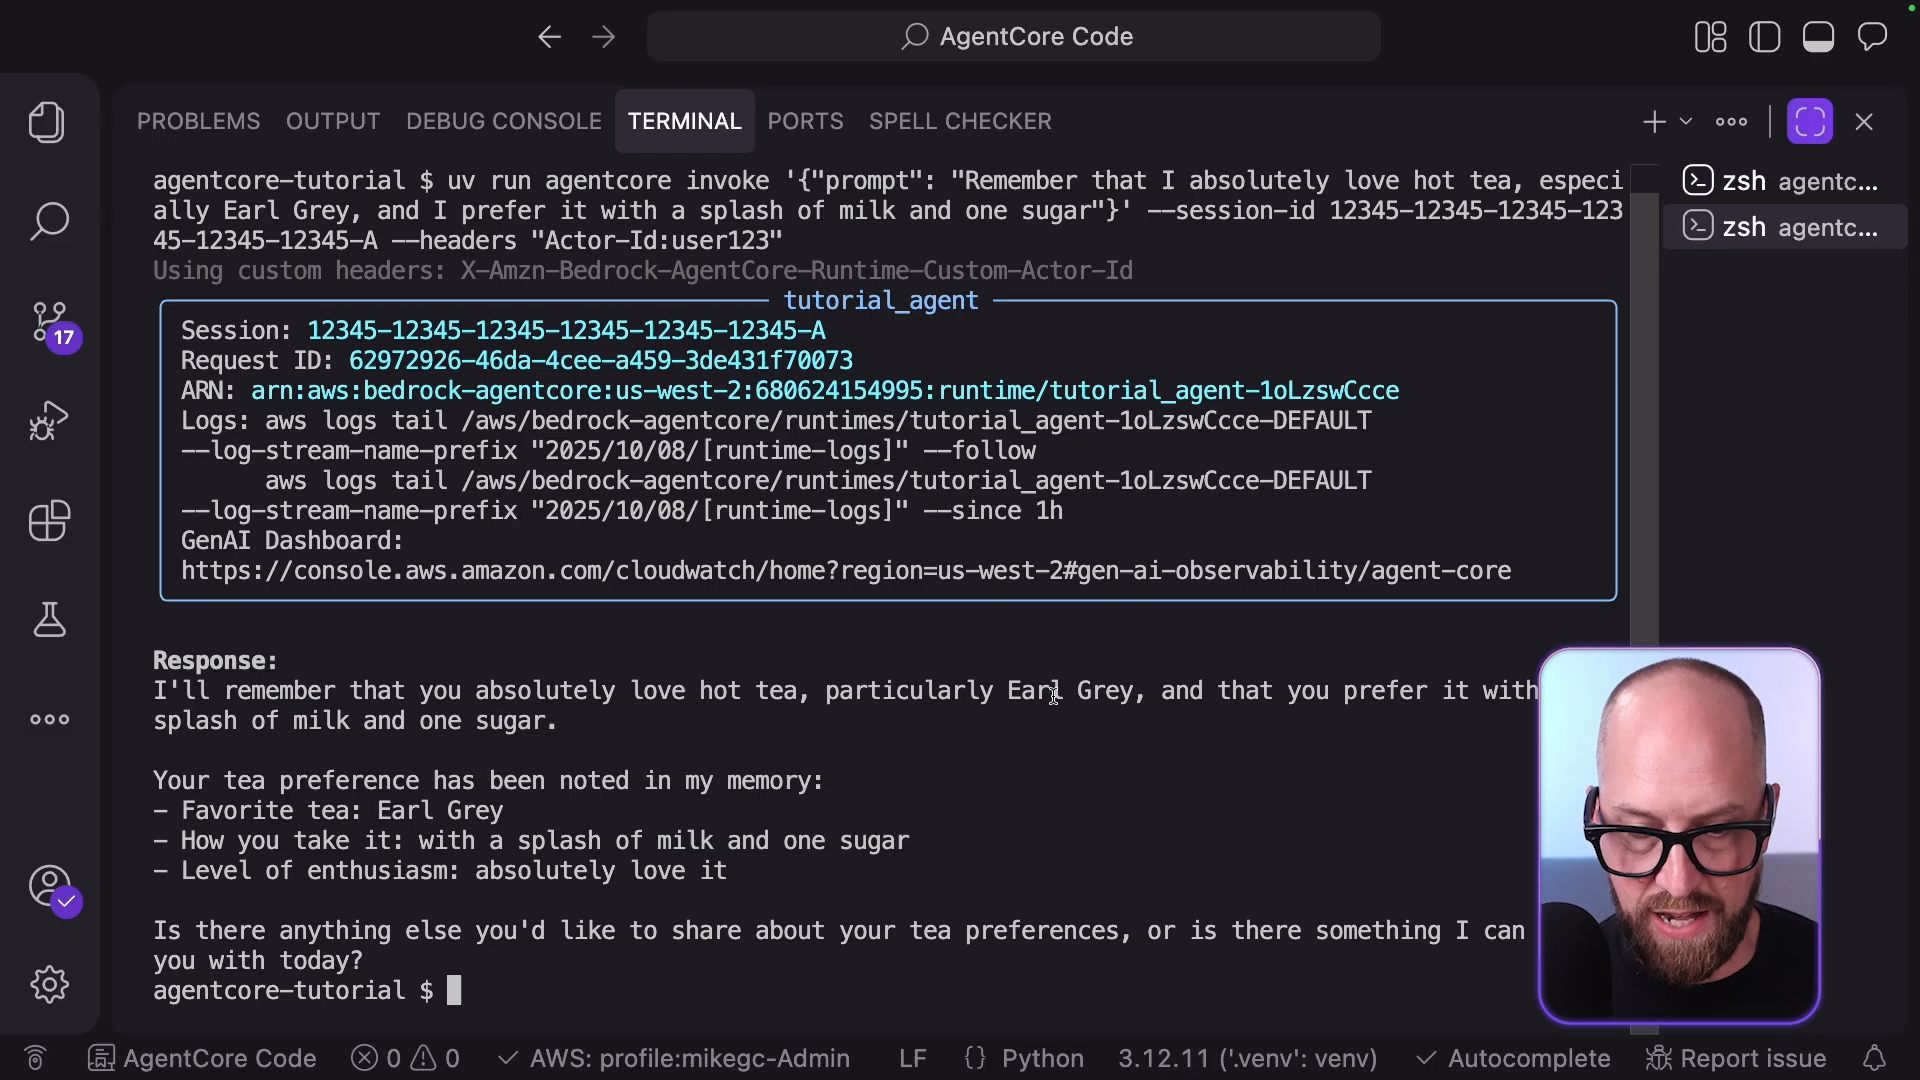 AgentCore Code
PROBLEMS OUTPUT DEBUG CONSOLE TERMINAL PORTS SPELL CHECKER
agentcore-tutorial $ uv run agentcore invoke '{"prompt": "Remember that I absolutely love hot tea, especi
ally Earl Grey, and I prefer it with a splash of milk and one sugar"}' --session-id 12345-12345-12345-123
45-12345-12345-A --headers "Actor-Id:user123"
Using custom headers: X-Amzn-Bedrock-AgentCore-Runtime-Custom-Actor-Id
tutorial_agent
Session: 12345-12345-12345-12345-12345-12345-A
Request ID: 62972926-46da-4cee-a459-3de431f70073
ARN: arn:aws:bedrock-agentcore:us-west-2:680624154995:runtime/tutorial_agent-1oLzswCcce
Logs: aws logs tail /aws/bedrock-agentcore/runtimes/tutorial_agent-1oLzswCcce-DEFAULT
--log-stream-name-prefix "2025/10/08/[runtime-logs]" --follow
aws logs tail /aws/bedrock-agentcore/runtimes/tutorial_agent-1oLzswCcce-DEFAULT
--log-stream-name-prefix "2025/10/08/[runtime-logs]" --since 1h
GenAI Dashboard:
https://console.aws.amazon.com/cloudwatch/home?region=us-west-2#gen-ai-observability/agent-core
Response:
I'll remember that you absolutely love hot tea, particularly Earl Grey, and that you prefer it with
splash of milk and one sugar.
Your tea preference has been noted in my memory:
- Favorite tea: Earl Grey
- How you take it: with a splash of milk and one sugar
- Level of enthusiasm: absolutely love it
Is there anything else you'd like to share about your tea preferences, or is there something I can
you with today?
agentcore-tutorial $
zsh agentc...
zsh agentc...
17
AgentCore Code 0 0 AWS: profile:mikegc-Admin LF {} Python 3.12.11 ('.venv': venv) Autocomplete Report issue